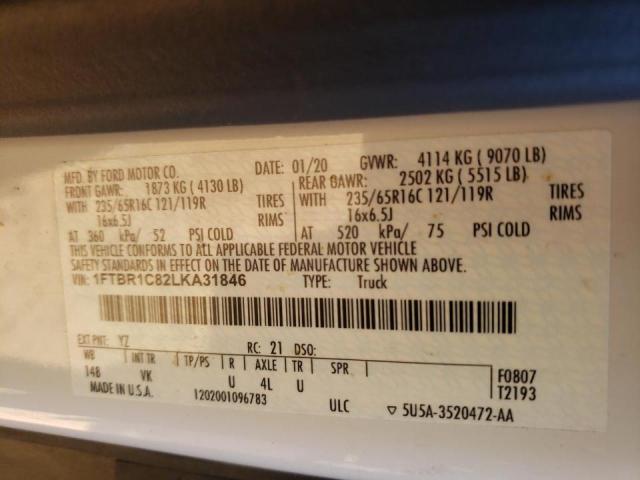 MFD. BY FORD MOTOR CO. DATE: 01/20 GVWR: 4114 KG ( 9070 LB)
FRONT GAWR: 1873 KG ( 4130 LB) REAR GAWR: 2502 KG ( 5515 LB)
WITH 235/65R16C 121/119R TIRES WITH 235/65R16C 121/119R TIRES
16x6.5J RIMS 16x6.5J RIMS
AT 360 kPa/ 52 PSI COLD AT 520 kPa/ 75 PSI COLD
THIS VEHICLE CONFORMS TO ALL APPLICABLE FEDERAL MOTOR VEHICLE
SAFETY STANDARDS IN EFFECT ON THE DATE OF MANUFACTURE SHOWN ABOVE.
VIN: 1FTBR1C82LKA31846 TYPE: Truck
EXT PNT: YZ RC: 21 DSO:
WB INT TR TP/PS R AXLE TR SPR F0807
148 VK U 4L U T2193
MADE IN U.S.A. 1202001096783 ULC ▽ 5U5A-3520472-AA